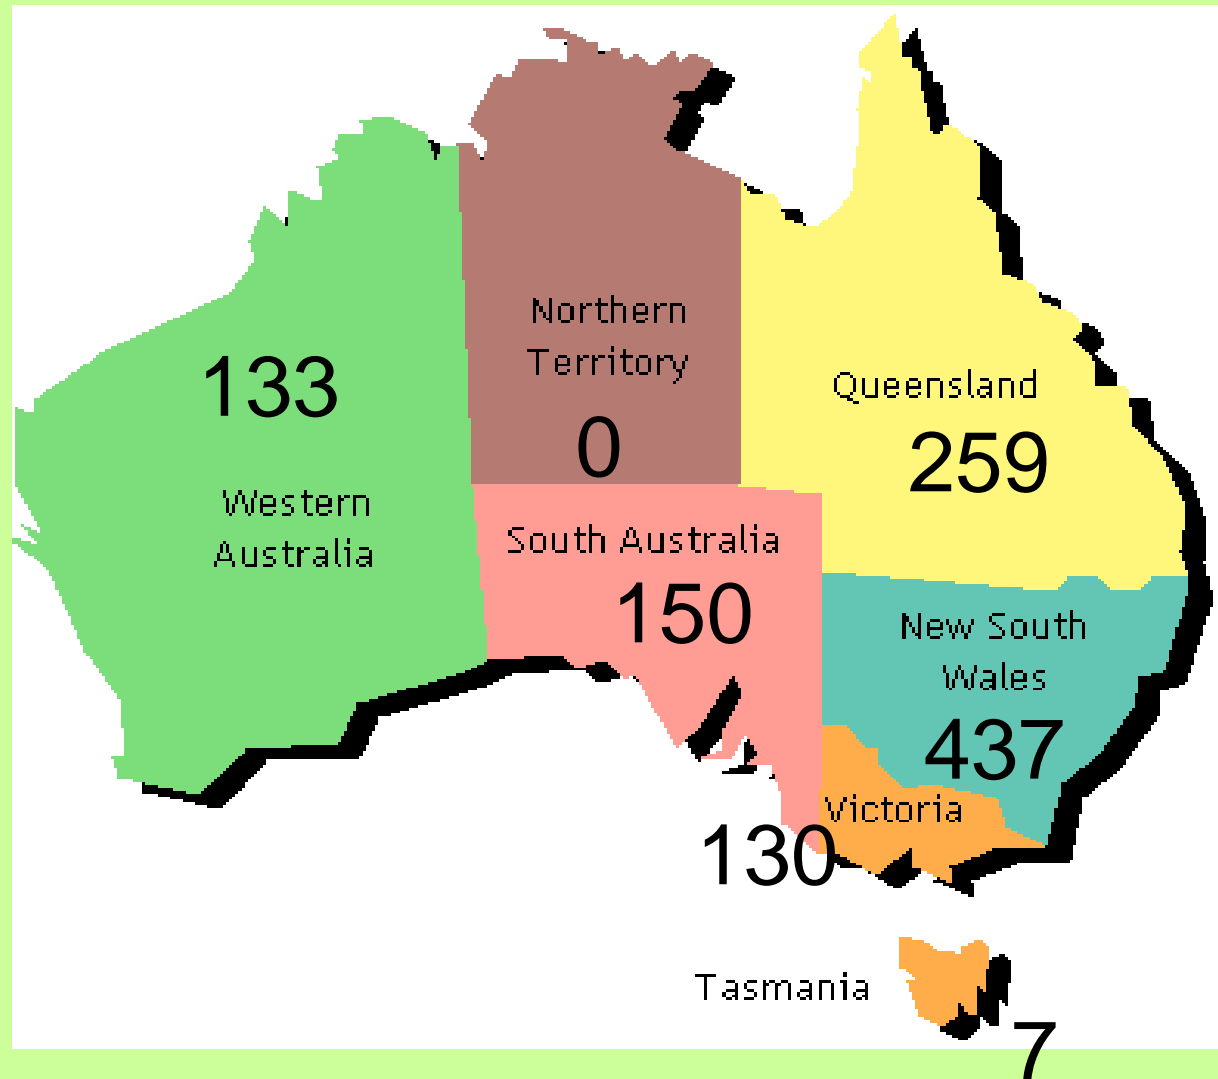 133
Western
Australia
Northern
Territory
0
Queensland
259
South Australia
150
New South
Wales
437
Victoria
130
Tasmania
7